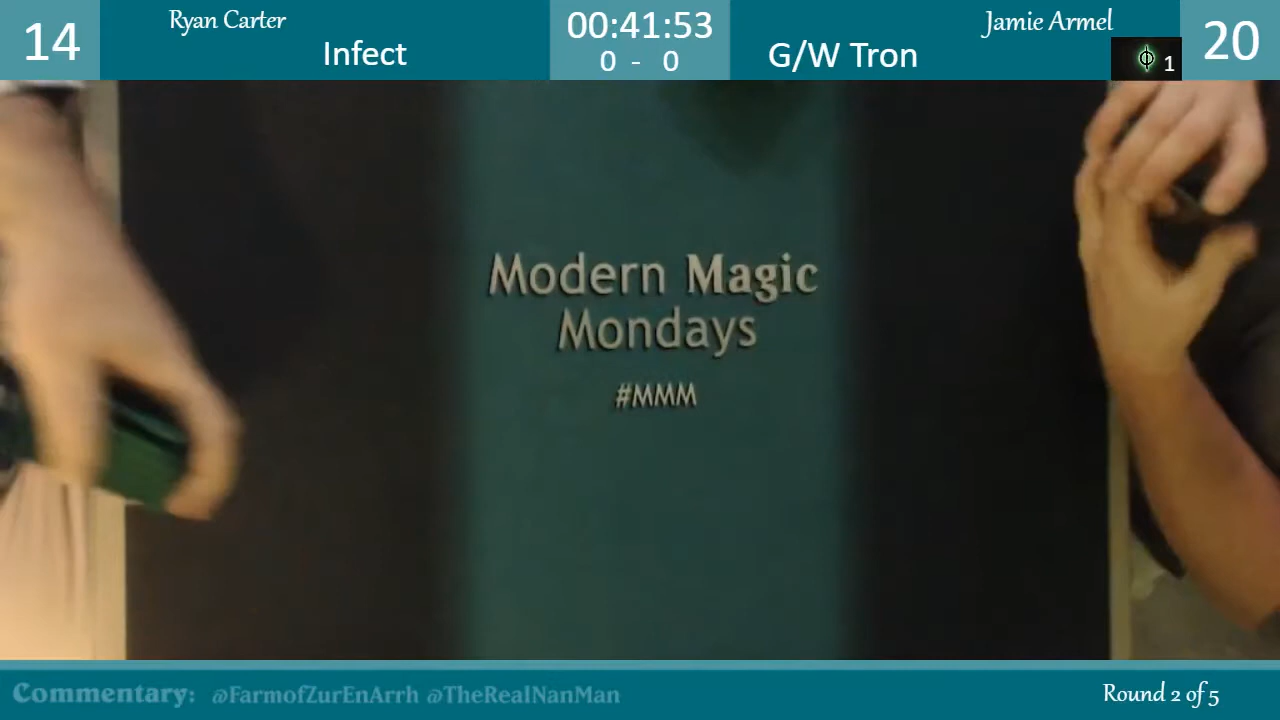 14
Ryan Carter
Infect
00:41:53
0 - 0
Jamie Armel
G/W Tron
1
20
Modern Magic
Mondays
#MMM
Commentary: @FarmofZurEnArrh @TheRealNanMan
Round 2 of 5